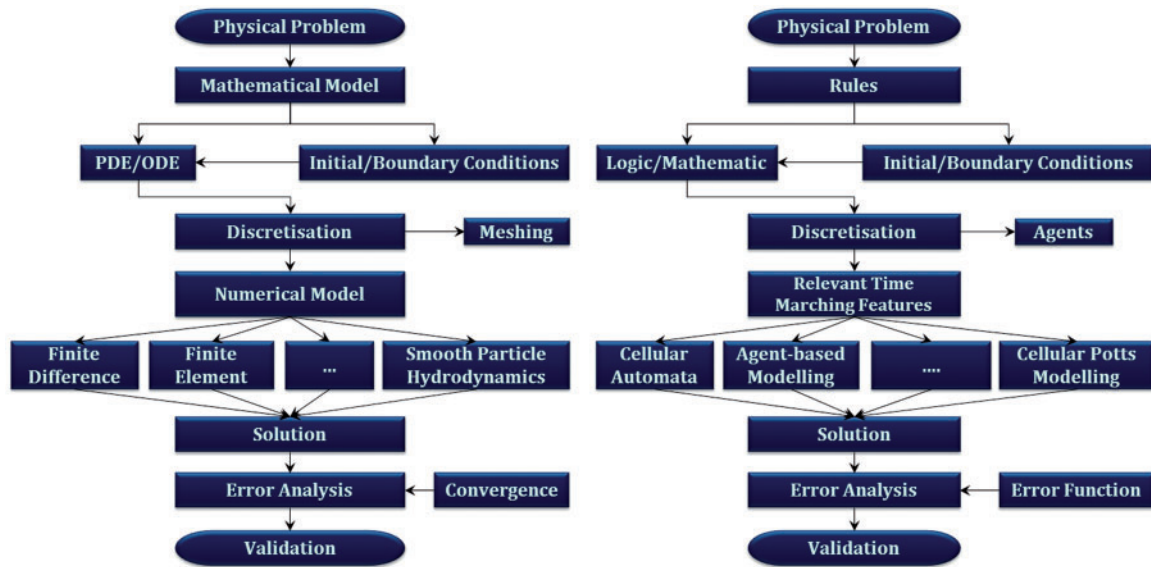 Physical Problem
Mathematical Model
PDE/ODE
Initial/Boundary Conditions
Discretisation
Meshing
Numerical Model
Finite
Difference
Finite
Element
...
Smooth Particle
Hydrodynamics
Solution
Error Analysis
Convergence
Validation
Physical Problem
Rules
Logic/Mathematic
Initial/Boundary Conditions
Discretisation
Agents
Relevant Time
Marching Features
Cellular
Automata
Agent-based
Modelling
....
Cellular Potts
Modelling
Solution
Error Analysis
Error Function
Validation